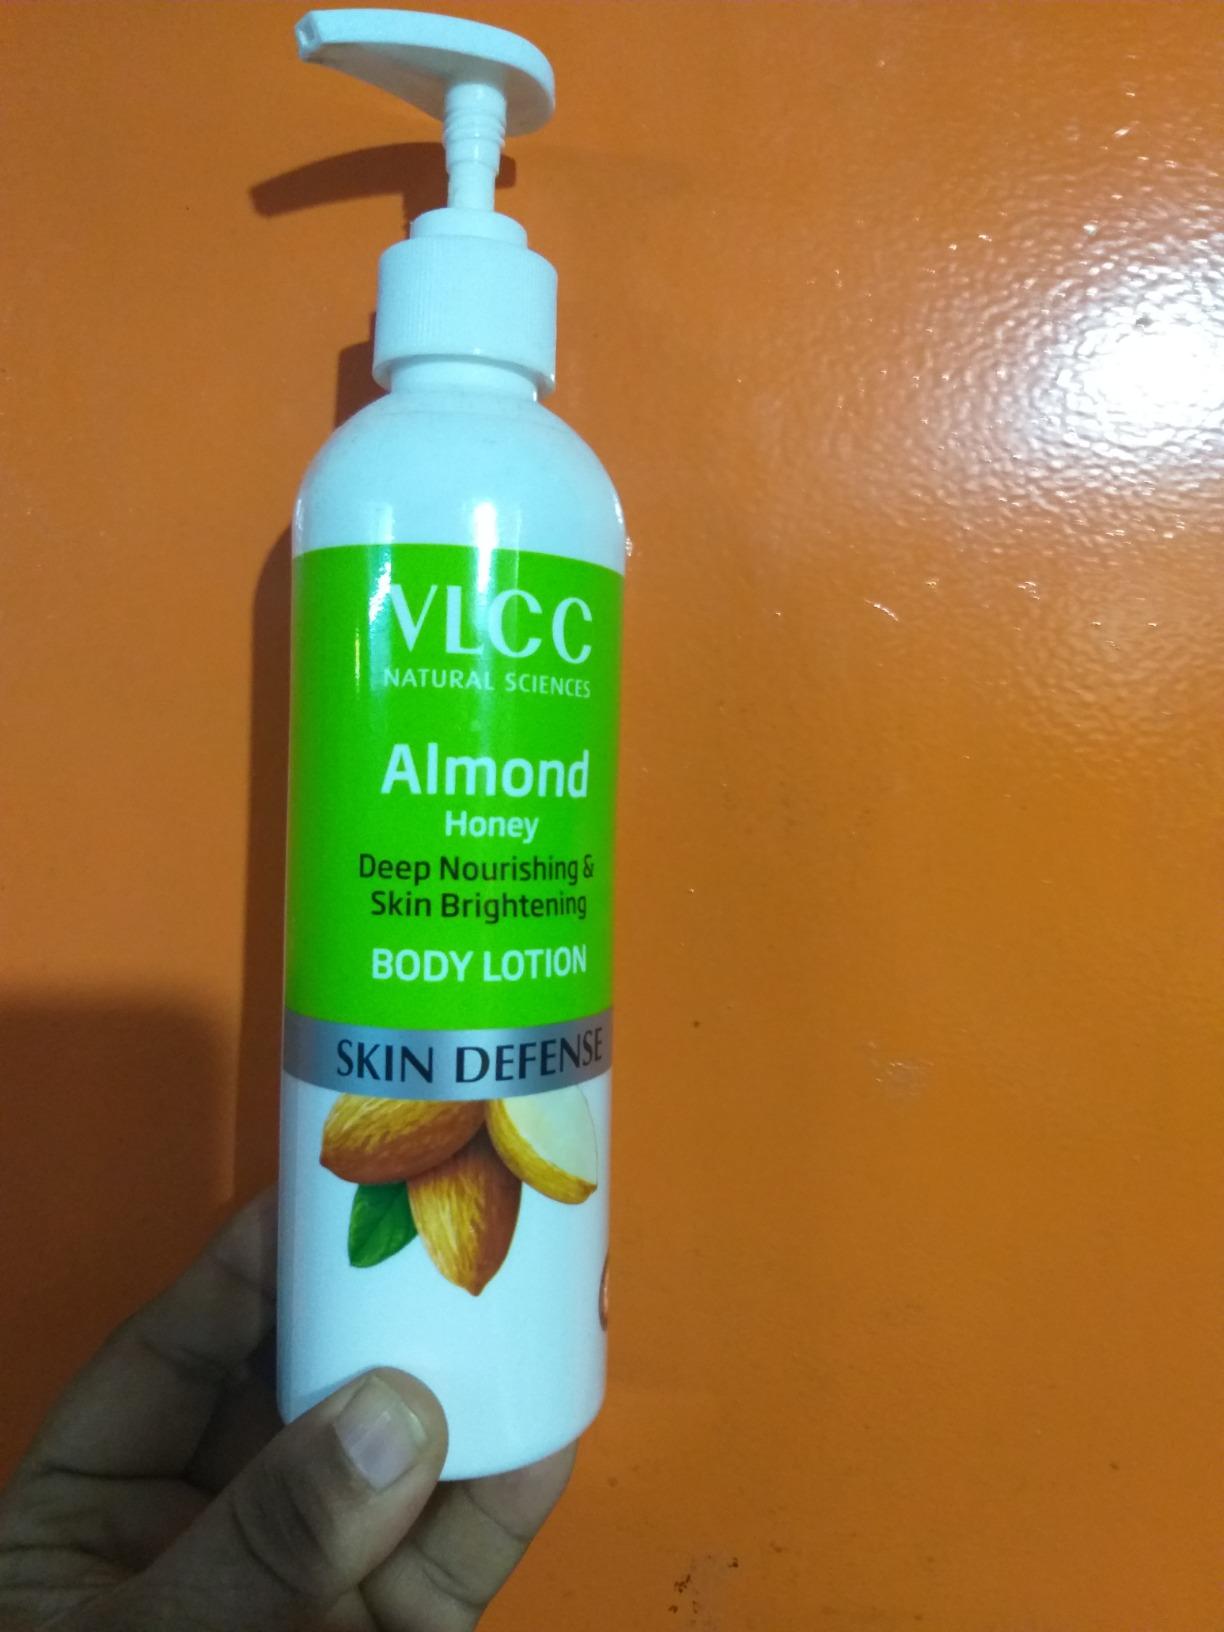 VLCC
NATURAL SCIENCES
Almond
Honey
Deep Nourishing &
Skin Brightening
BODY LOTION
SKIN DEFENSE